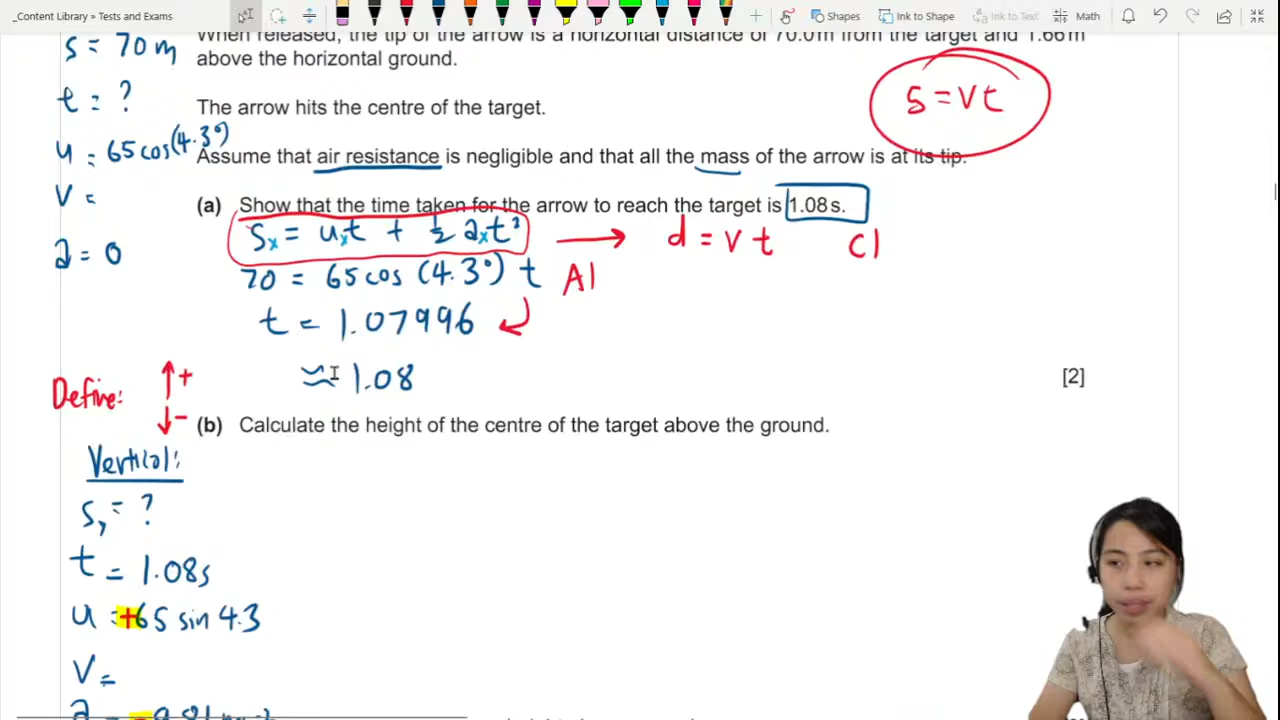 _Content Library » Tests and Exams
Shapes
Ink to Shape
Ink to Text
Math
When released, the tip of the arrow is a horizontal distance of 70.0 m from the target and 1.66 m
above the horizontal ground.
s = 70 m
t = ?
u = 65 cos(4.3°)
v =
a = 0
s = vt
The arrow hits the centre of the target.
Assume that air resistance is negligible and that all the mass of the arrow is at its tip.
(a) Show that the time taken for the arrow to reach the target is 1.08 s.
sₓ = uₓt + ½ aₓt² → d = v t C1
70 = 65 cos (4.3°) t A1
t = 1.07996
≈ 1.08
[2]
Define: ↑+
↓-
(b) Calculate the height of the centre of the target above the ground.
Vertical:
sᵧ = ?
t = 1.08s
u = +65 sin 4.3
v =